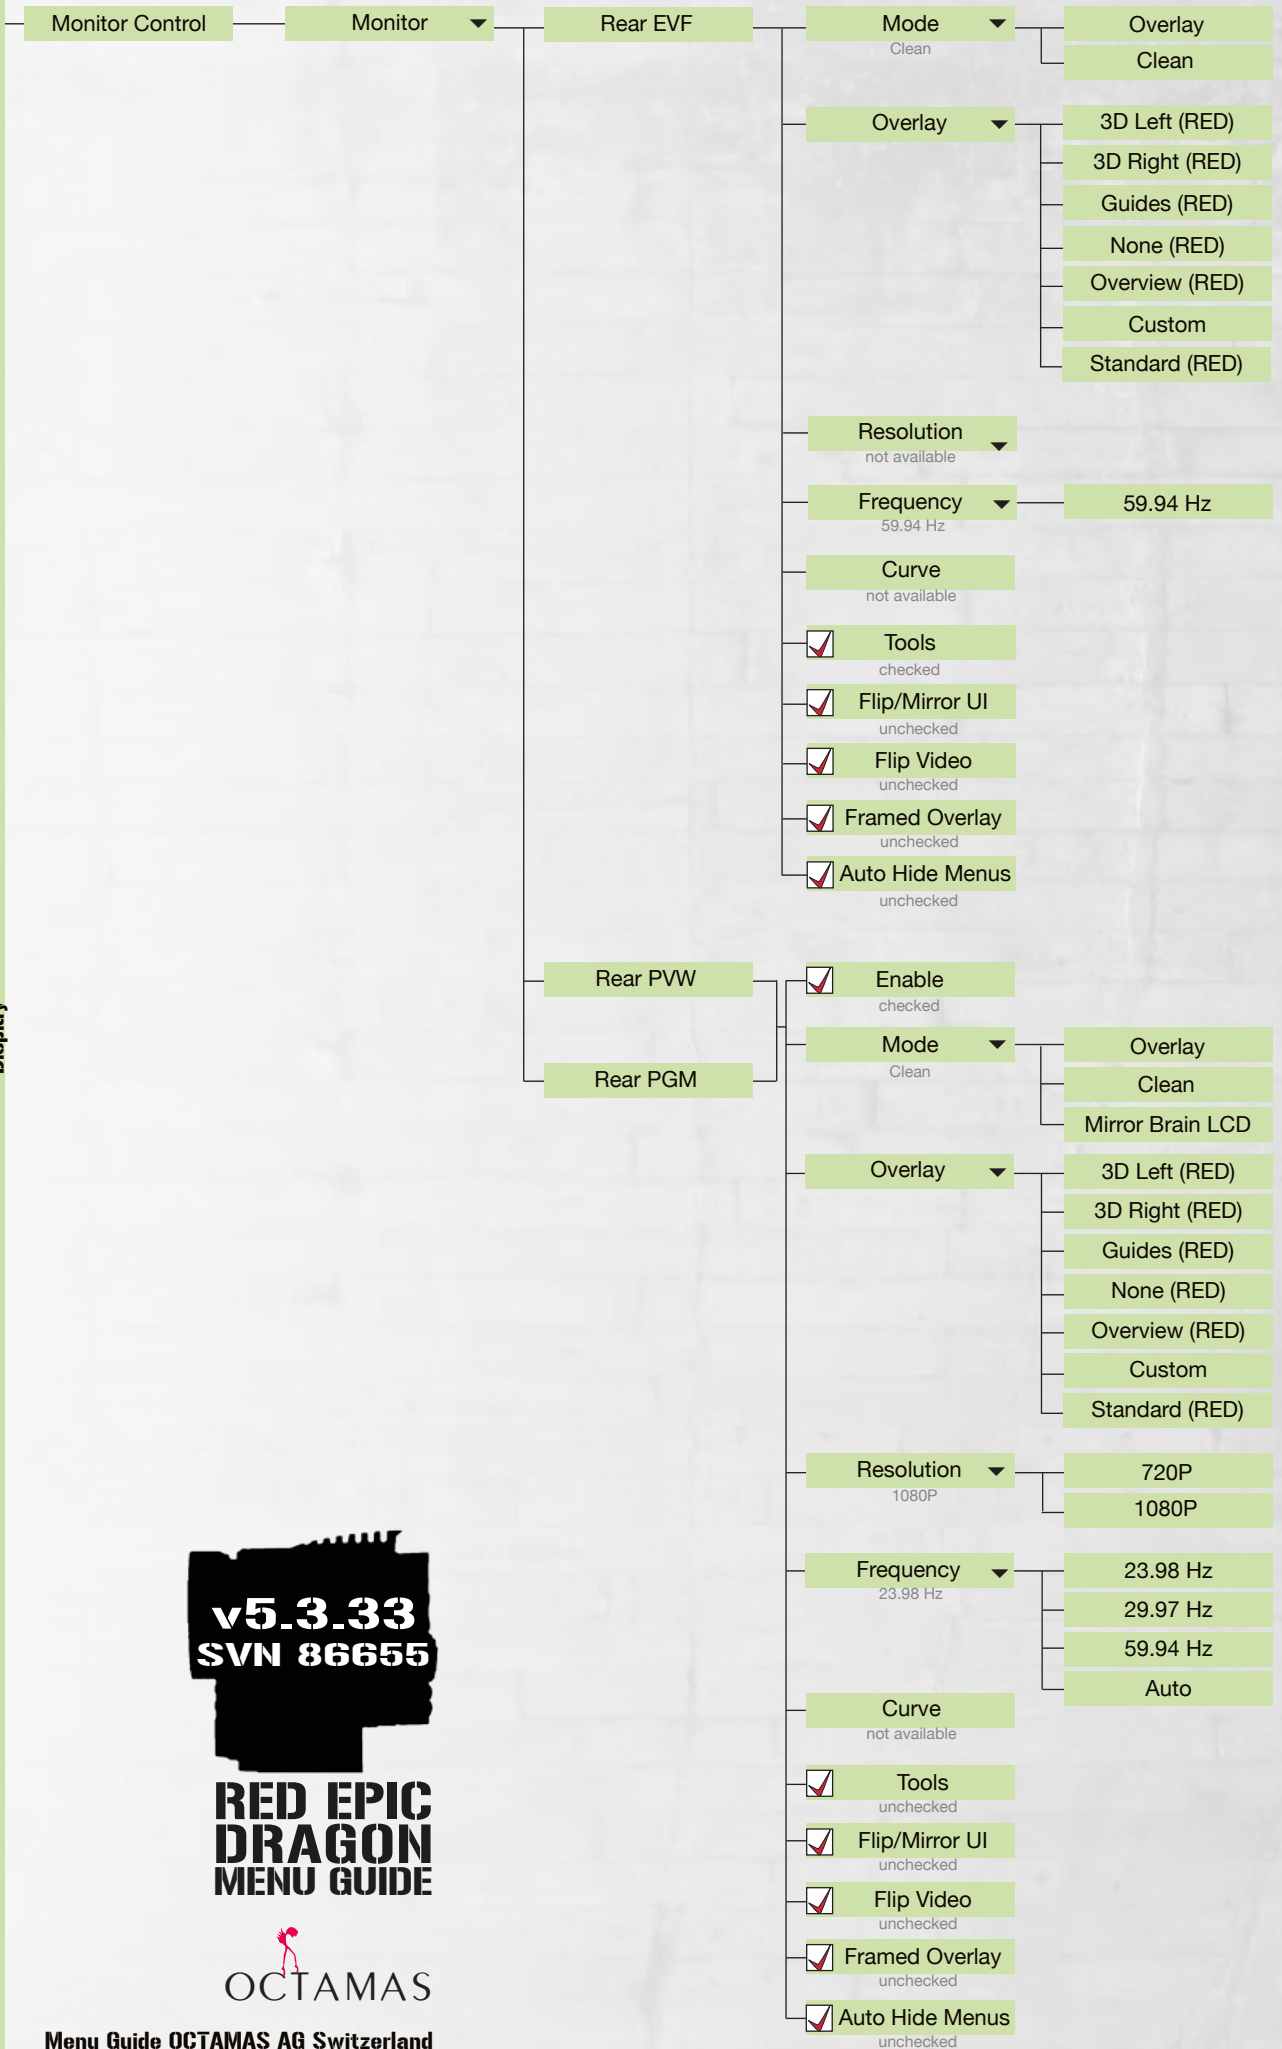 Monitor Control
Monitor
Rear EVF
Mode
Clean
Overlay
Clean
Overlay
3D Left (RED)
3D Right (RED)
Guides (RED)
None (RED)
Overview (RED)
Custom
Standard (RED)
Resolution
not available
Frequency
59.94 Hz
59.94 Hz
Curve
not available
Tools
checked
Flip/Mirror UI
unchecked
Flip Video
unchecked
Framed Overlay
unchecked
Auto Hide Menus
unchecked
Rear PVW
Rear PGM
Enable
checked
Mode
Clean
Overlay
Clean
Mirror Brain LCD
Overlay
3D Left (RED)
3D Right (RED)
Guides (RED)
None (RED)
Overview (RED)
Custom
Standard (RED)
Resolution
1080P
720P
1080P
Frequency
23.98 Hz
23.98 Hz
29.97 Hz
59.94 Hz
Auto
Curve
not available
Tools
unchecked
Flip/Mirror UI
unchecked
Flip Video
unchecked
Framed Overlay
unchecked
Auto Hide Menus
unchecked
v5.3.33
SVN 86655
RED EPIC
DRAGON
MENU GUIDE
OCTAMAS
Menu Guide OCTAMAS AG Switzerland